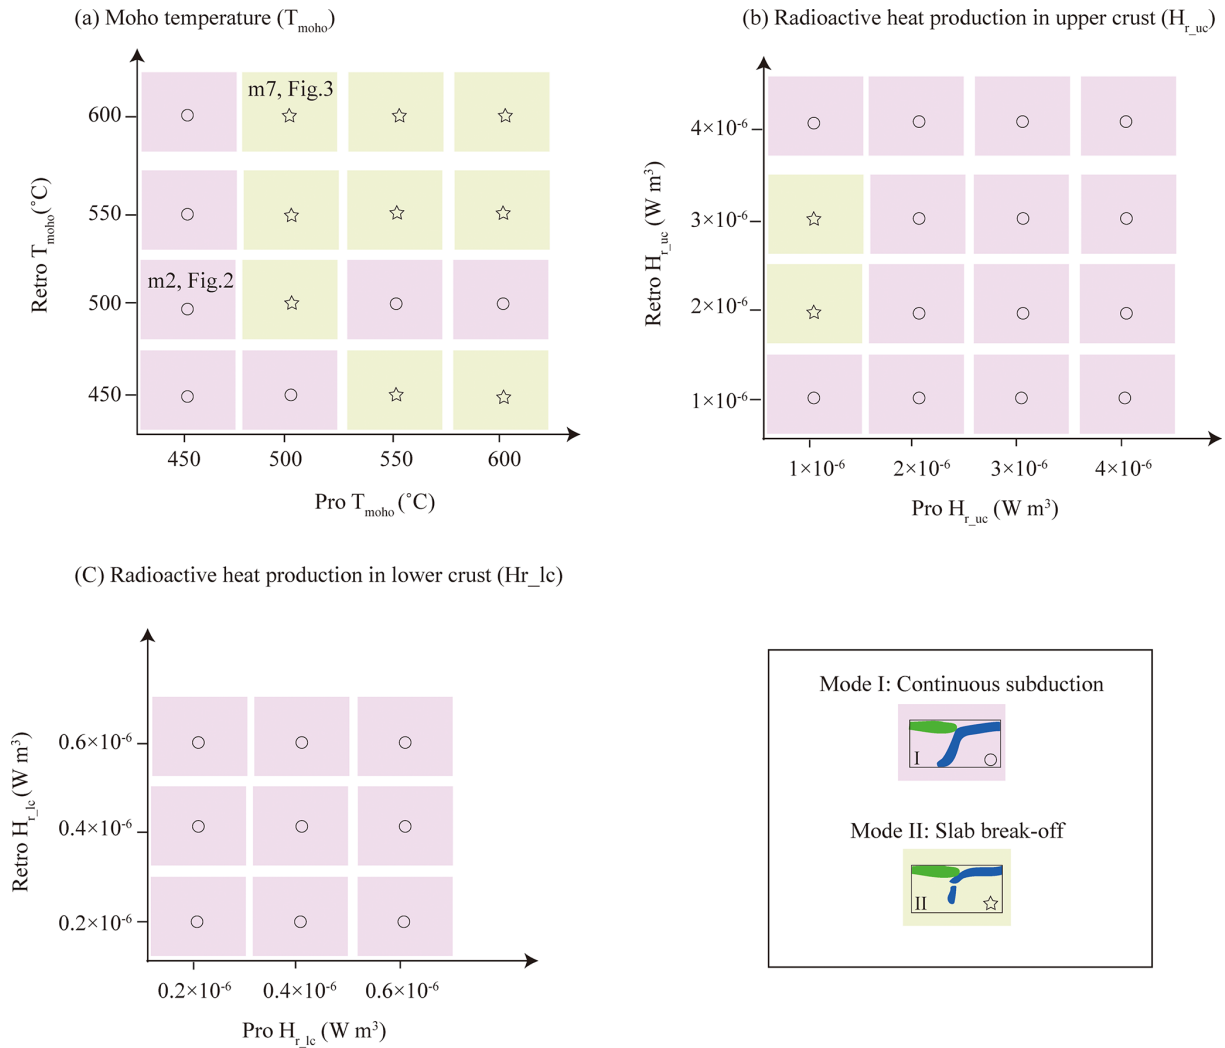 (a) Moho temperature (Tmoho)
m7, Fig.3
m2, Fig.2
Retro Tmoho (˚C)
600
550
500
450
450 500 550 600
Pro Tmoho (˚C)
(b) Radioactive heat production in upper crust (Hr_uc)
Retro Hr_uc (W m³)
4×10⁻⁶
3×10⁻⁶
2×10⁻⁶
1×10⁻⁶
1×10⁻⁶ 2×10⁻⁶ 3×10⁻⁶ 4×10⁻⁶
Pro Hr_uc (W m³)
(C) Radioactive heat production in lower crust (Hr_lc)
Retro Hr_lc (W m³)
0.6×10⁻⁶
0.4×10⁻⁶
0.2×10⁻⁶
0.2×10⁻⁶ 0.4×10⁻⁶ 0.6×10⁻⁶
Pro Hr_lc (W m³)
Mode I: Continuous subduction
I
Mode II: Slab break-off
II